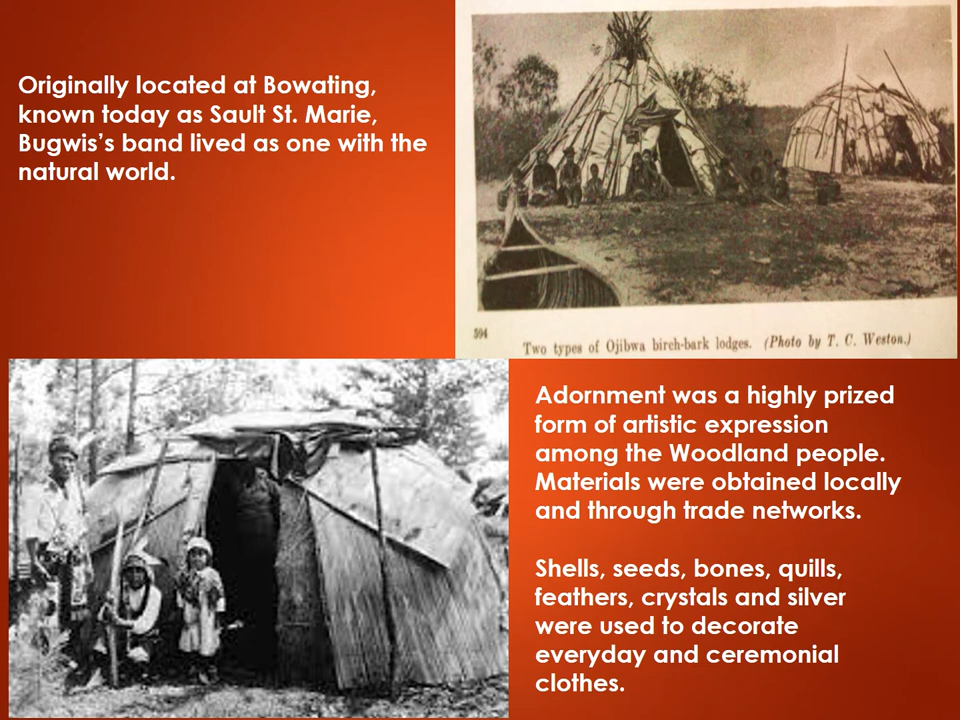 Originally located at Bowating,
known today as Sault St. Marie,
Bugwis’s band lived as one with the
natural world.
594
Two types of Ojibwa birch-bark lodges. (Photo by T. C. Weston.)
Adornment was a highly prized
form of artistic expression
among the Woodland people.
Materials were obtained locally
and through trade networks.
Shells, seeds, bones, quills,
feathers, crystals and silver
were used to decorate
everyday and ceremonial
clothes.